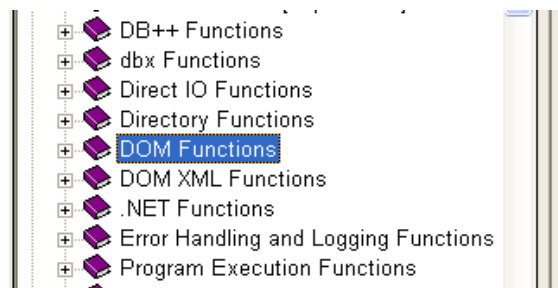 DB++ Functions
dbx Functions
Direct IO Functions
Directory Functions
DOM Functions
DOM XML Functions
.NET Functions
Error Handling and Logging Functions
Program Execution Functions